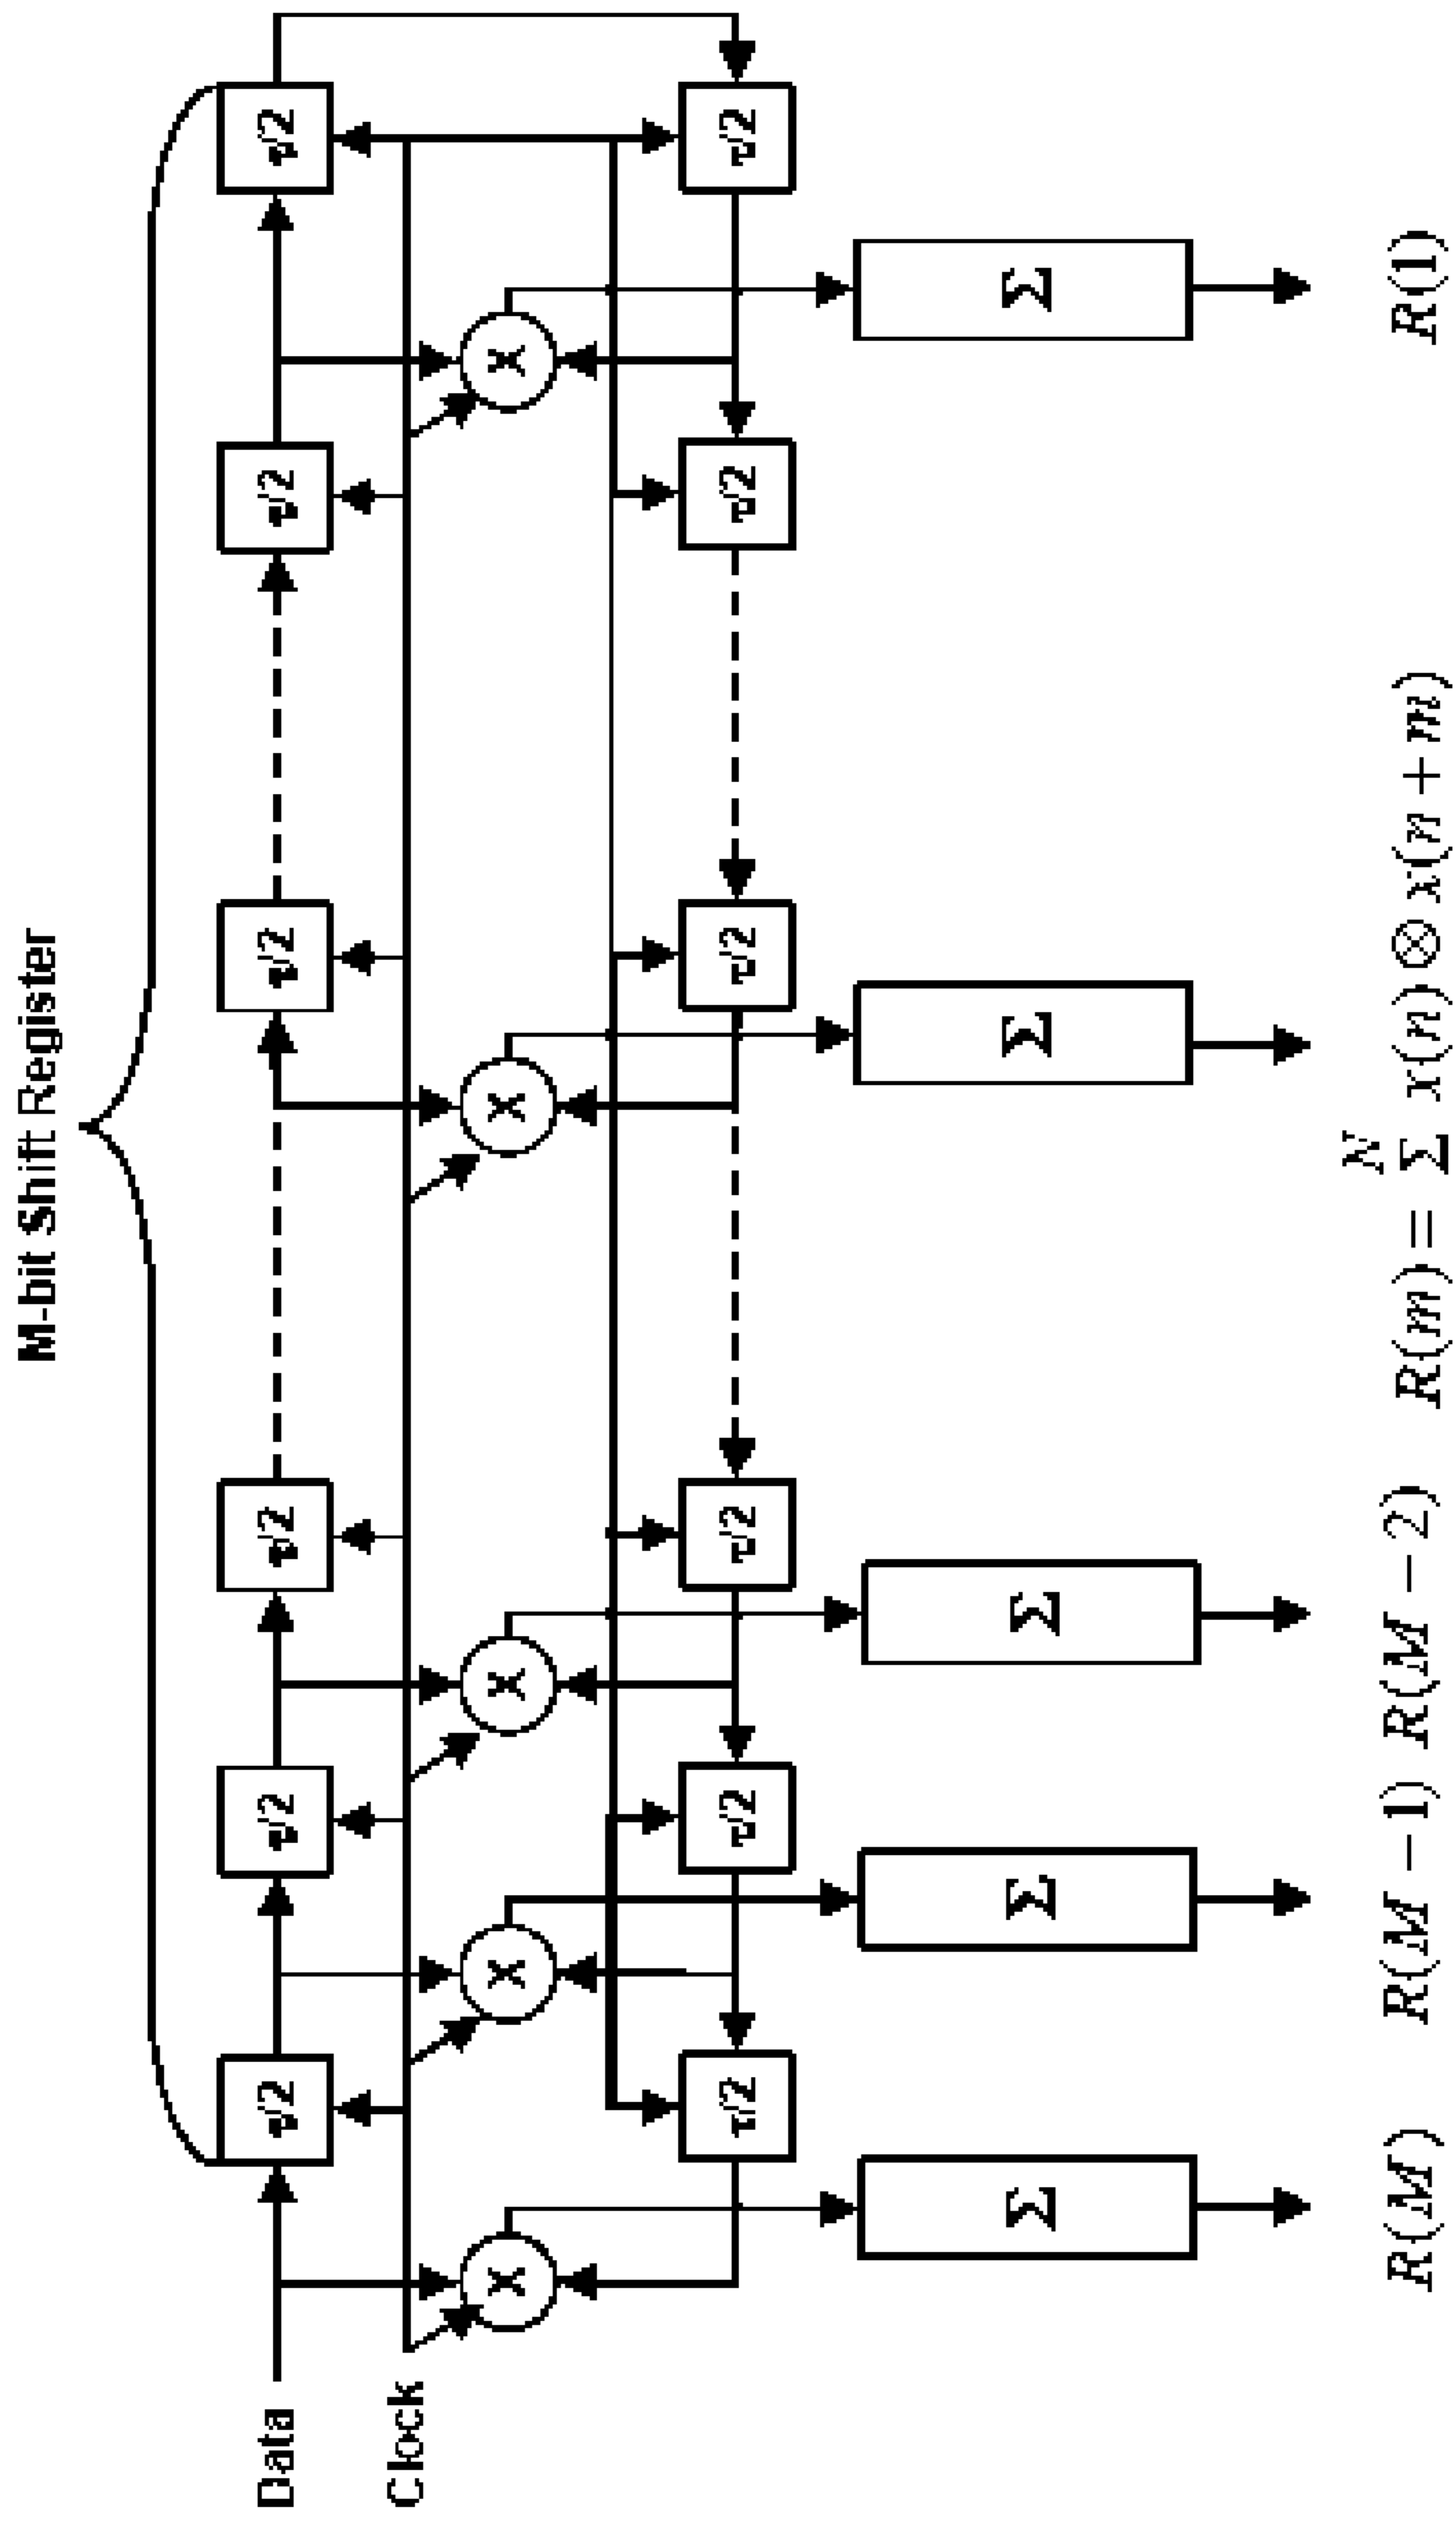 M-bit Shift Register
Data
τ/2 τ/2 τ/2 τ/2 τ/2 τ/2
Clock
X X X X X
τ/2 τ/2 τ/2 τ/2 τ/2 τ/2
Σ Σ Σ Σ Σ
R(M) R(M − 1) R(M − 2) R(m) = N Σ x(n) ⊗ x(n + m) R(1)